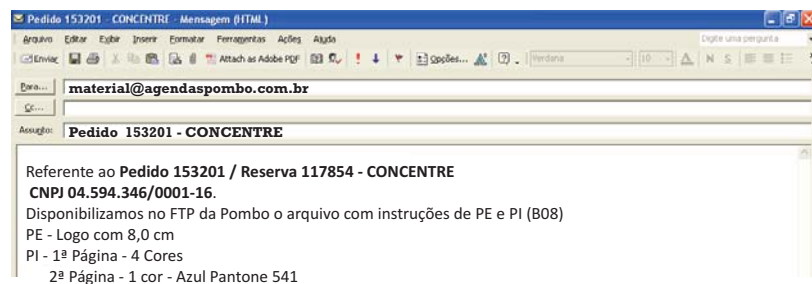 Pedido 153201 - CONCENTRE - Mensagem (HTML)
Arquivo Editar Exibir Inserir Formatar Ferramentas Ações Ajuda Digite uma pergunta
Enviar Attach as Adobe PDF Opções... Verdana 10 A N S
Para... material@agendaspombo.com.br
Cc...
Assunto: Pedido 153201 - CONCENTRE
Referente ao Pedido 153201 / Reserva 117854 - CONCENTRE
CNPJ 04.594.346/0001-16.
Disponibilizamos no FTP da Pombo o arquivo com instruções de PE e PI (B08)
PE - Logo com 8,0 cm
PI - 1ª Página - 4 Cores
2ª Página - 1 cor - Azul Pantone 541